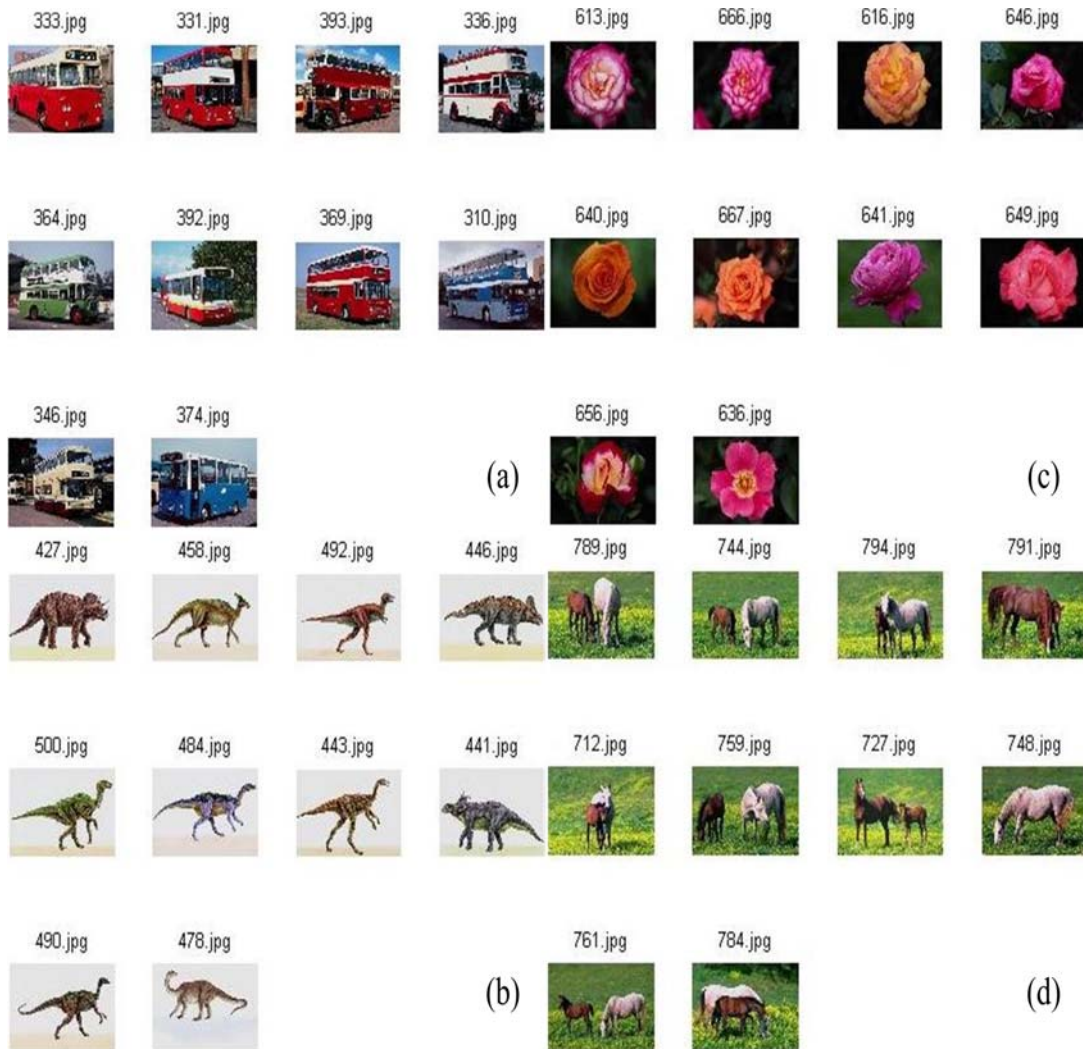 333.jpg 331.jpg 393.jpg 336.jpg 613.jpg 666.jpg 616.jpg 646.jpg
364.jpg 392.jpg 369.jpg 310.jpg 640.jpg 667.jpg 641.jpg 649.jpg
346.jpg 374.jpg 656.jpg 636.jpg
(a) (c)
427.jpg 458.jpg 492.jpg 446.jpg 789.jpg 744.jpg 794.jpg 791.jpg
500.jpg 484.jpg 443.jpg 441.jpg 712.jpg 759.jpg 727.jpg 748.jpg
490.jpg 478.jpg 761.jpg 784.jpg
(b) (d)